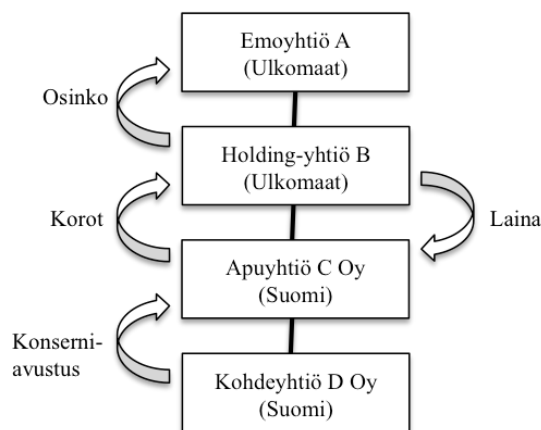 Emoyhtiö A
(Ulkomaat)
Osinko
Holding-yhtiö B
(Ulkomaat)
Korot
Laina
Apuyhtiö C Oy
(Suomi)
Konserni-
avustus
Kohdeyhtiö D Oy
(Suomi)